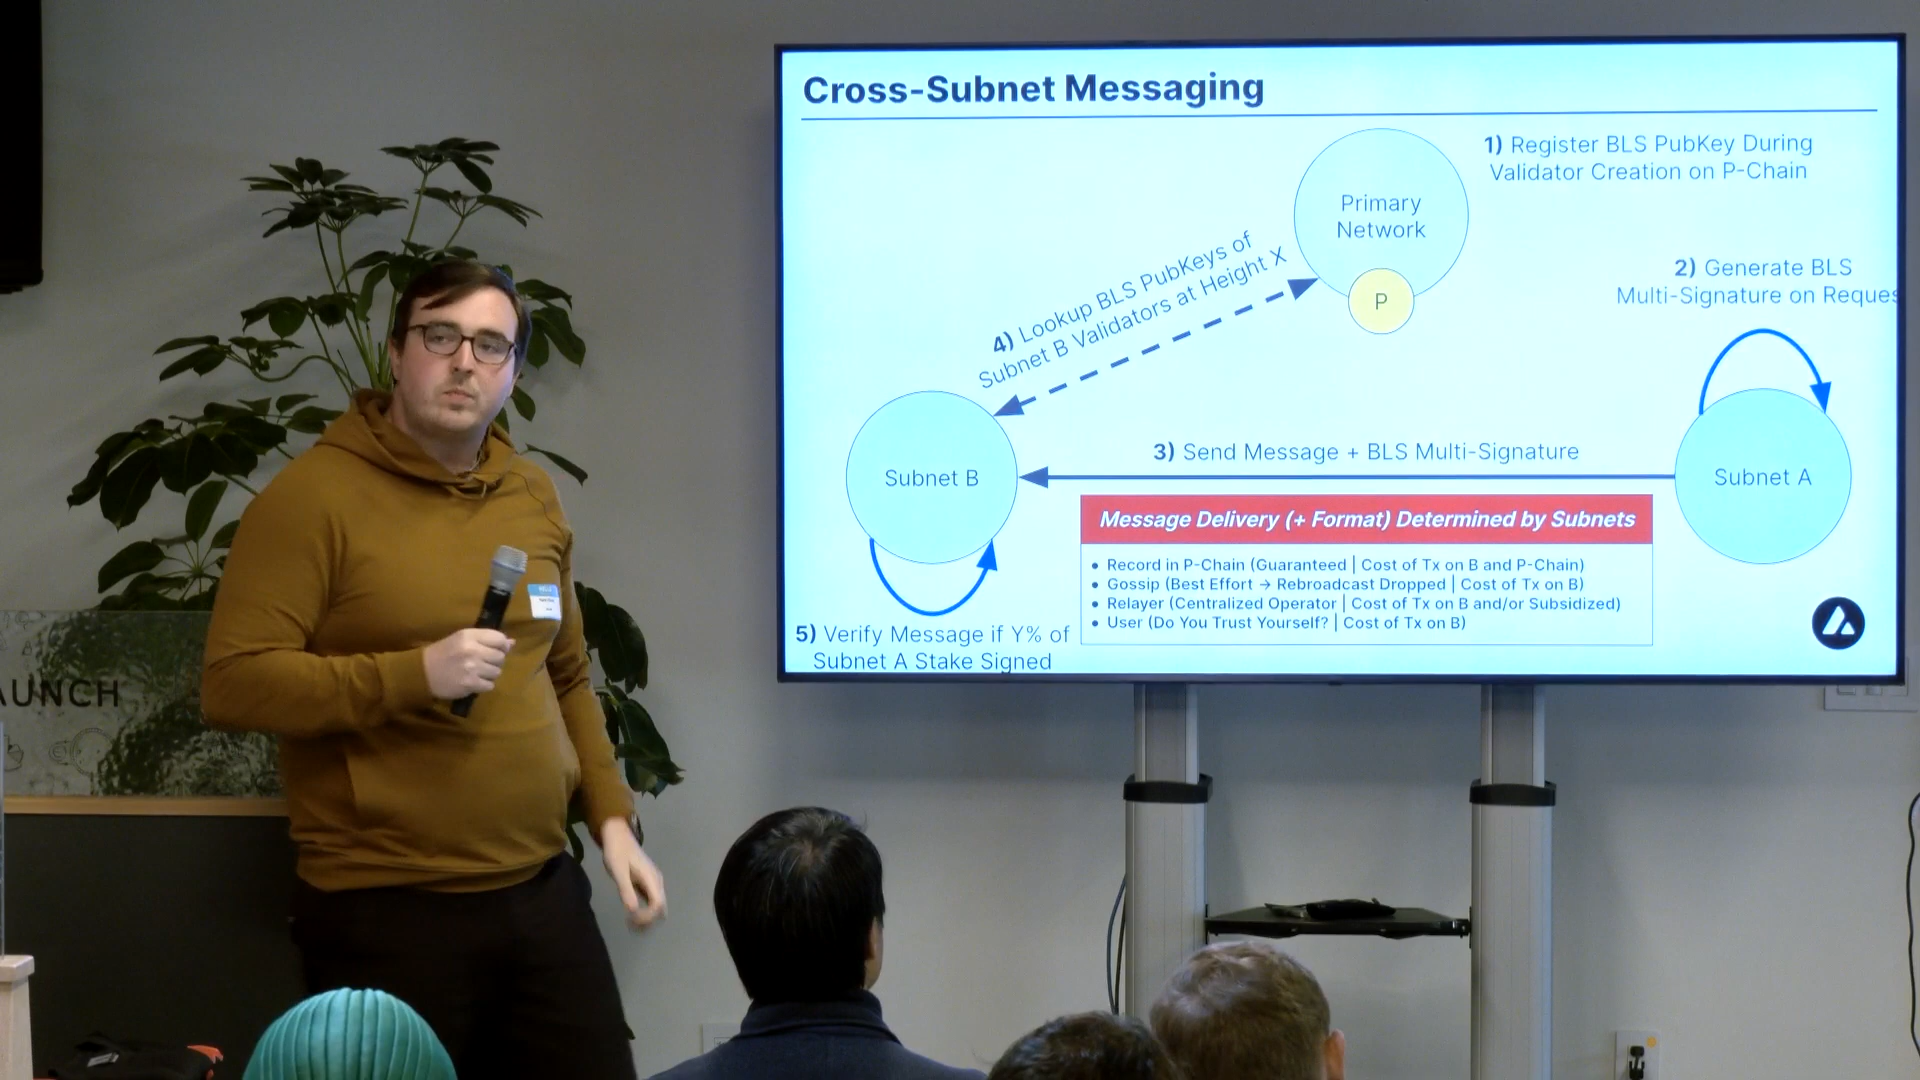 Cross-Subnet Messaging
1) Register BLS PubKey During
Validator Creation on P-Chain
Primary
Network
P
2) Generate BLS
Multi-Signature on Reques
4) Lookup BLS PubKeys of
Subnet B Validators at Height X
3) Send Message + BLS Multi-Signature
Subnet B
Subnet A
Message Delivery (+ Format) Determined by Subnets
• Record in P-Chain (Guaranteed | Cost of Tx on B and P-Chain)
• Gossip (Best Effort → Rebroadcast Dropped | Cost of Tx on B)
• Relayer (Centralized Operator | Cost of Tx on B and/or Subsidized)
• User (Do You Trust Yourself? | Cost of Tx on B)
5) Verify Message if Y% of
Subnet A Stake Signed
AUNCH